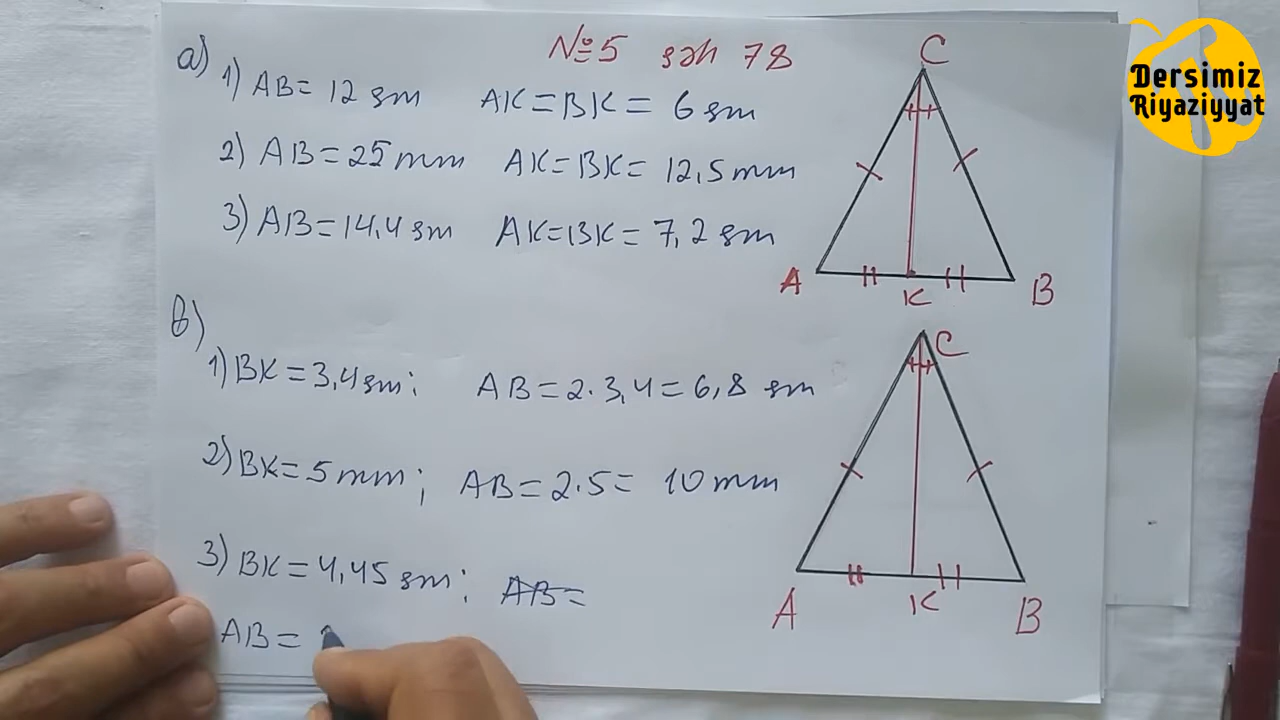 №5 səh 78
Dersimiz
Riyaziyyat
a) 1) AB = 12 sm AK = BK = 6 sm
2) AB = 25 mm AK = BK = 12,5 mm
3) AB = 14,4 sm AK = BK = 7,2 sm
C
A
K
B
b)
1) BK = 3,4 sm; AB = 2·3,4 = 6,8 sm
2) BK = 5 mm; AB = 2·5 = 10 mm
3) BK = 4,45 sm; AB =
AB =
C
A
K
B